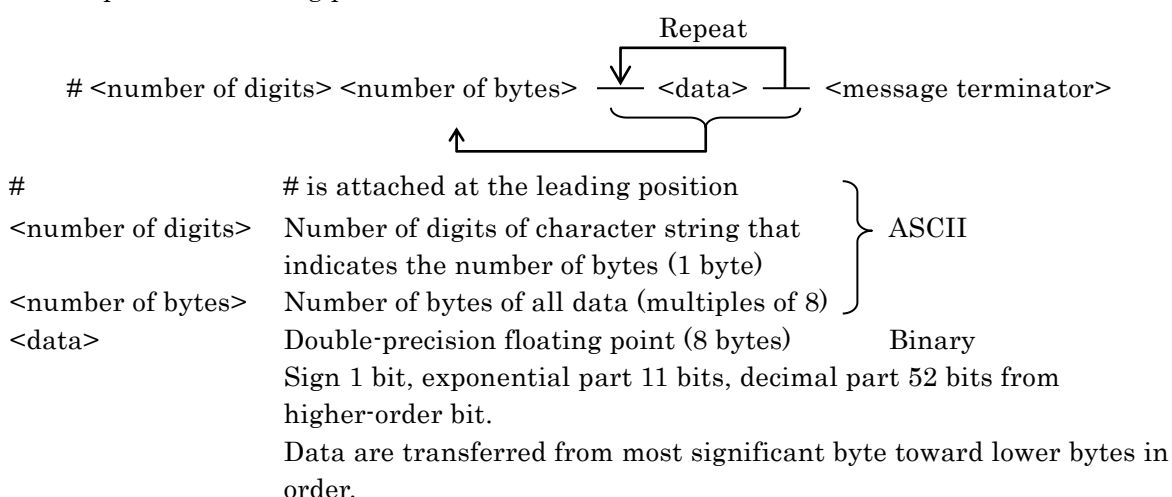 Repeat
# <number of digits> <number of bytes> <data> <message terminator>
# # is attached at the leading position
<number of digits> Number of digits of character string that ASCII
indicates the number of bytes (1 byte)
<number of bytes> Number of bytes of all data (multiples of 8)
<data> Double-precision floating point (8 bytes) Binary
Sign 1 bit, exponential part 11 bits, decimal part 52 bits from
higher-order bit.
Data are transferred from most significant byte toward lower bytes in
order.